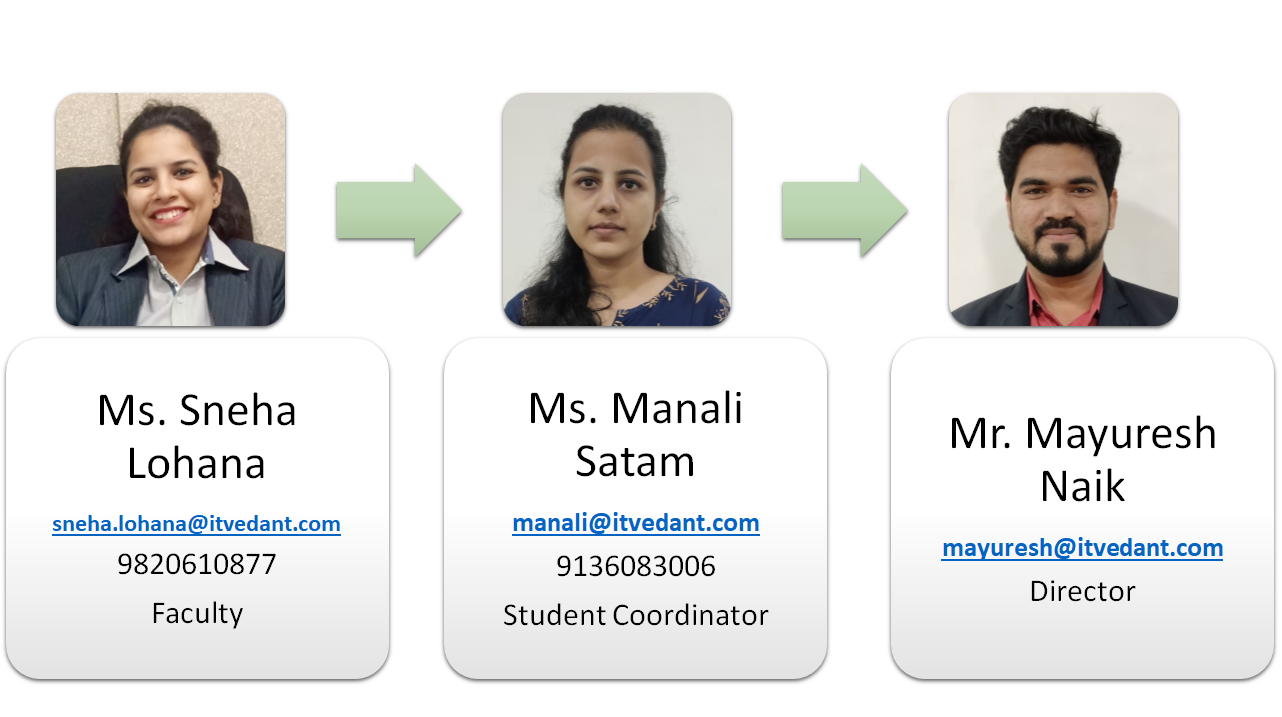 Ms. Sneha
Lohana
sneha.lohana@itvedant.com
9820610877
Faculty
Ms. Manali
Satam
manali@itvedant.com
9136083006
Student Coordinator
Mr. Mayuresh
Naik
mayuresh@itvedant.com
Director